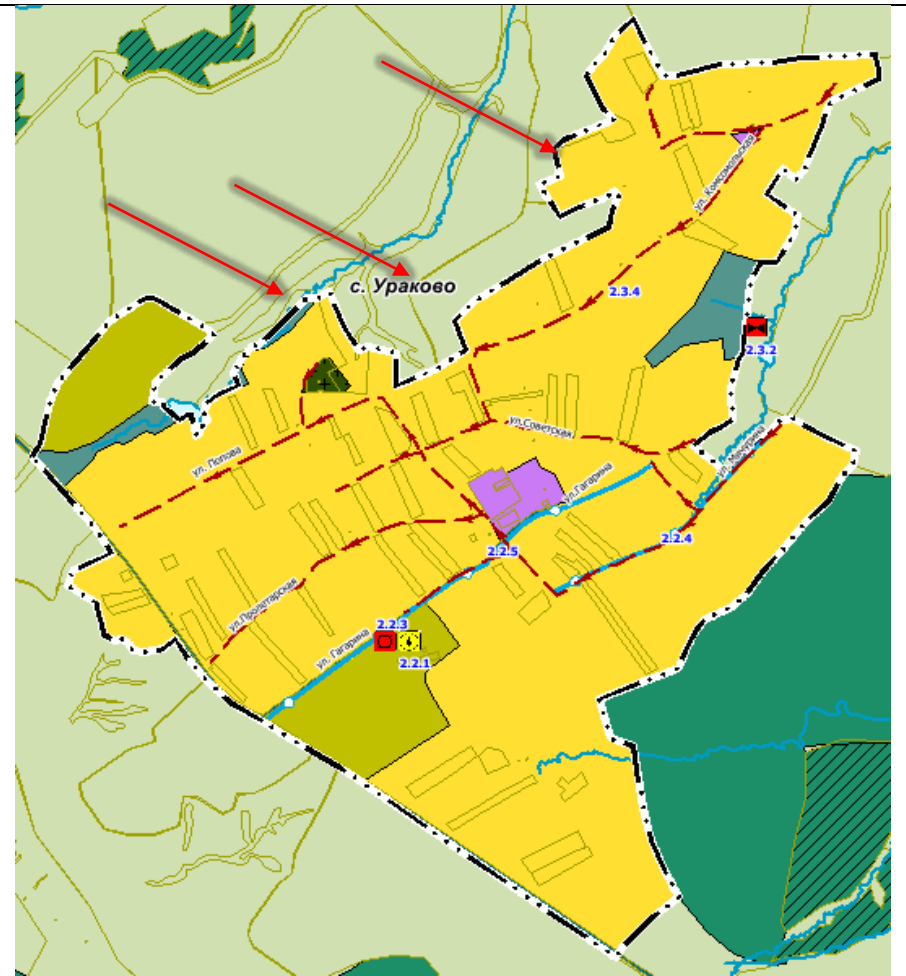 ул. Комсомольская
с. Ураково
2.3.4
2.3.2
ул.Советская
ул. Мичурина
ул. Попова
ул.Гагарина
2.2.4
2.2.5
ул.Пролетарская
2.2.3
ул. Гагарина
2.2.1